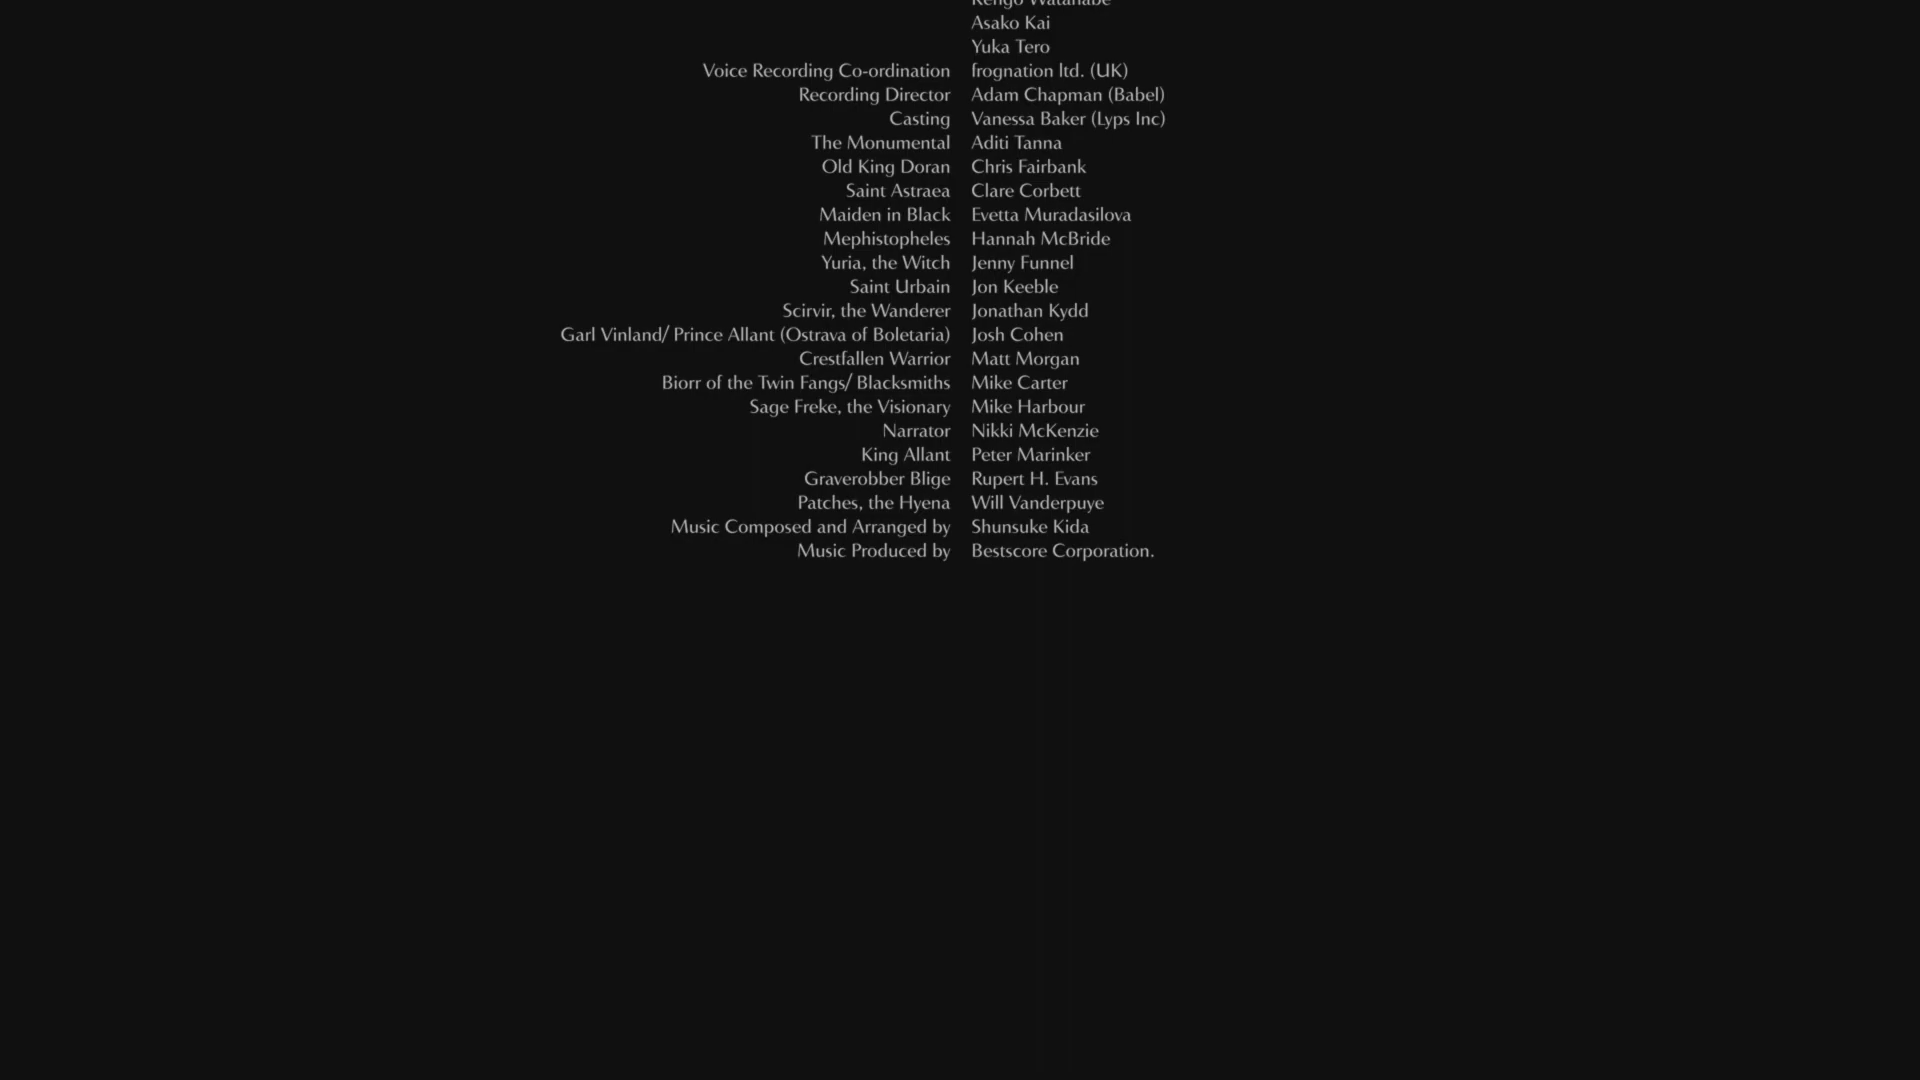 Kengo Watanabe
Asako Kai
Yuka Tero
Voice Recording Co-ordination frognation ltd. (UK)
Recording Director Adam Chapman (Babel)
Casting Vanessa Baker (Lyps Inc)
The Monumental Aditi Tanna
Old King Doran Chris Fairbank
Saint Astraea Clare Corbett
Maiden in Black Evetta Muradasilova
Mephistopheles Hannah McBride
Yuria, the Witch Jenny Funnel
Saint Urbain Jon Keeble
Scirvir, the Wanderer Jonathan Kydd
Garl Vinland/ Prince Allant (Ostrava of Boletaria) Josh Cohen
Crestfallen Warrior Matt Morgan
Biorr of the Twin Fangs/ Blacksmiths Mike Carter
Sage Freke, the Visionary Mike Harbour
Narrator Nikki McKenzie
King Allant Peter Marinker
Graverobber Blige Rupert H. Evans
Patches, the Hyena Will Vanderpuye
Music Composed and Arranged by Shunsuke Kida
Music Produced by Bestscore Corporation.